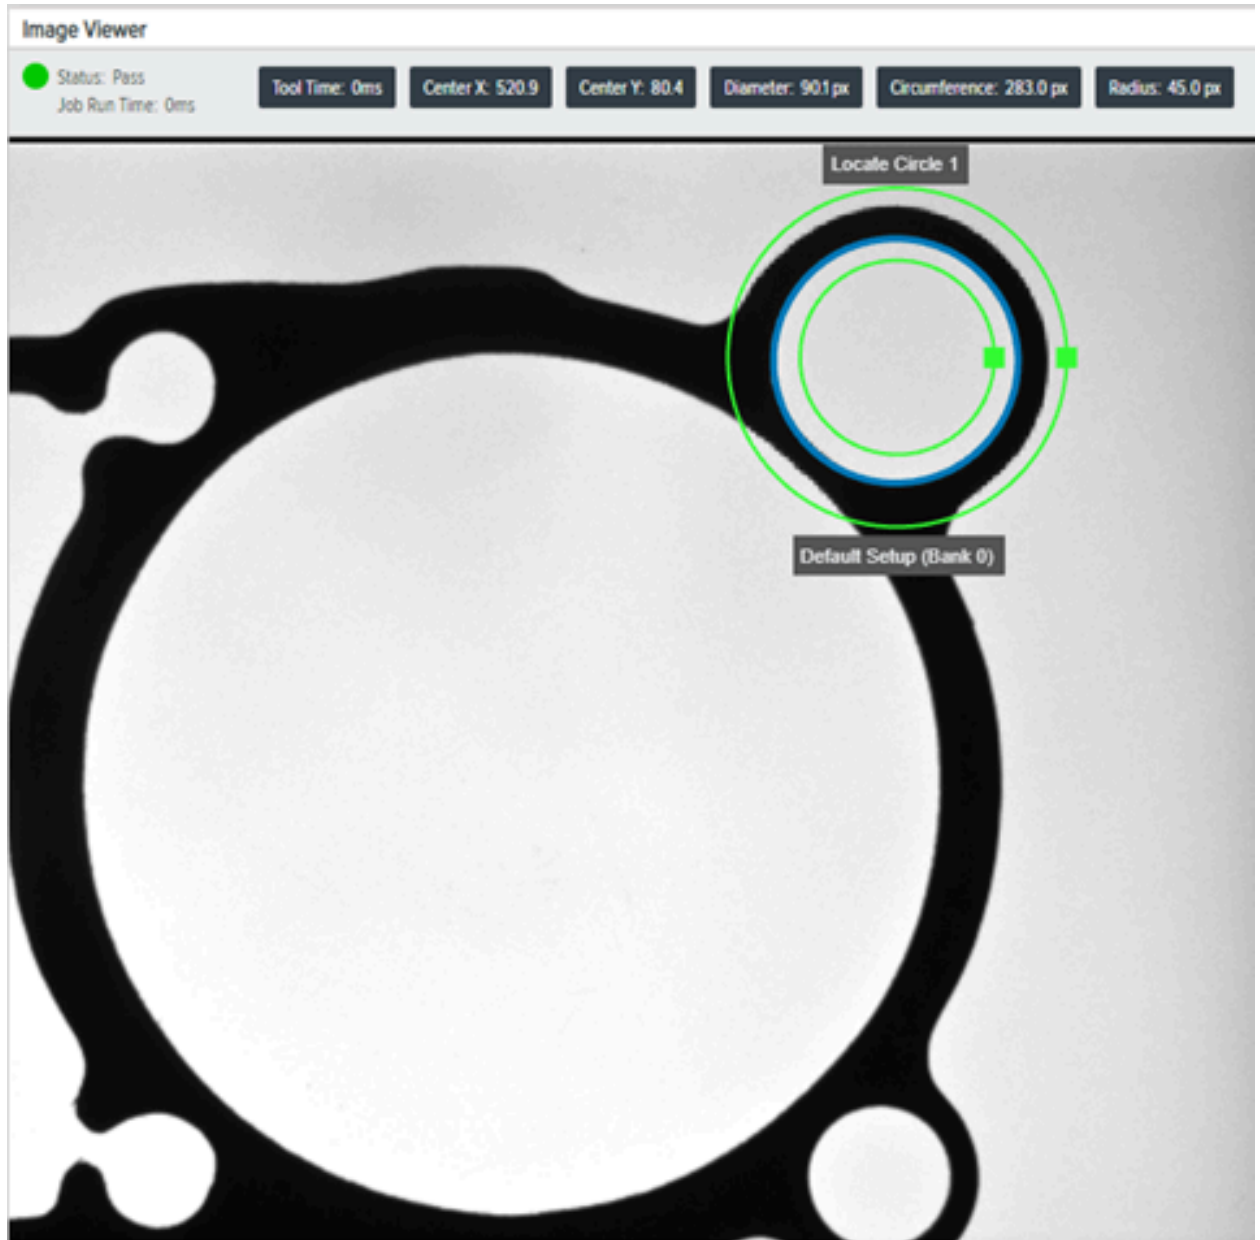 Image Viewer
Status: Pass
Job Run Time: 0ms
Tool Time: 0ms
Center X: 520.9
Center Y: 80.4
Diameter: 90.1 px
Circumference: 283.0 px
Radius: 45.0 px
Locate Circle 1
Default Setup (Bank 0)